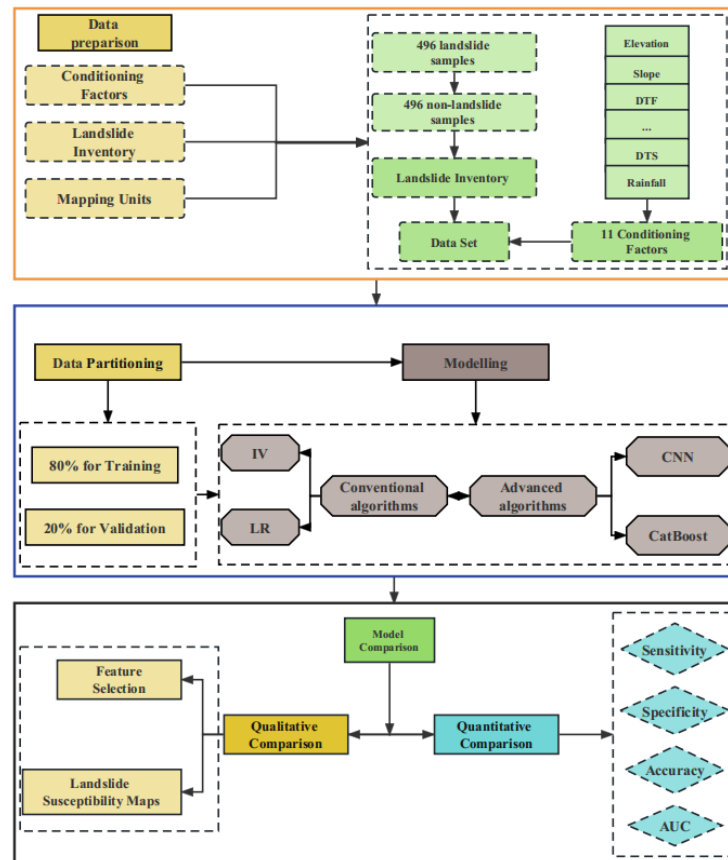 Data
preparison
Conditioning
Factors
Landslide
Inventory
Mapping Units
496 landslide
samples
496 non-landslide
samples
Landslide Inventory
Data Set
Elevation
Slope
DTF
...
DTS
Rainfall
11 Conditioning
Factors
Data Partitioning
Modelling
80% for Training
20% for Validation
IV
LR
Conventional
algorithms
Advanced
algorithms
CNN
CatBoost
Model
Comparison
Feature
Selection
Landslide
Susceptibility Maps
Qualitative
Comparison
Quantitative
Comparison
Sensitivity
Specificity
Accuracy
AUC